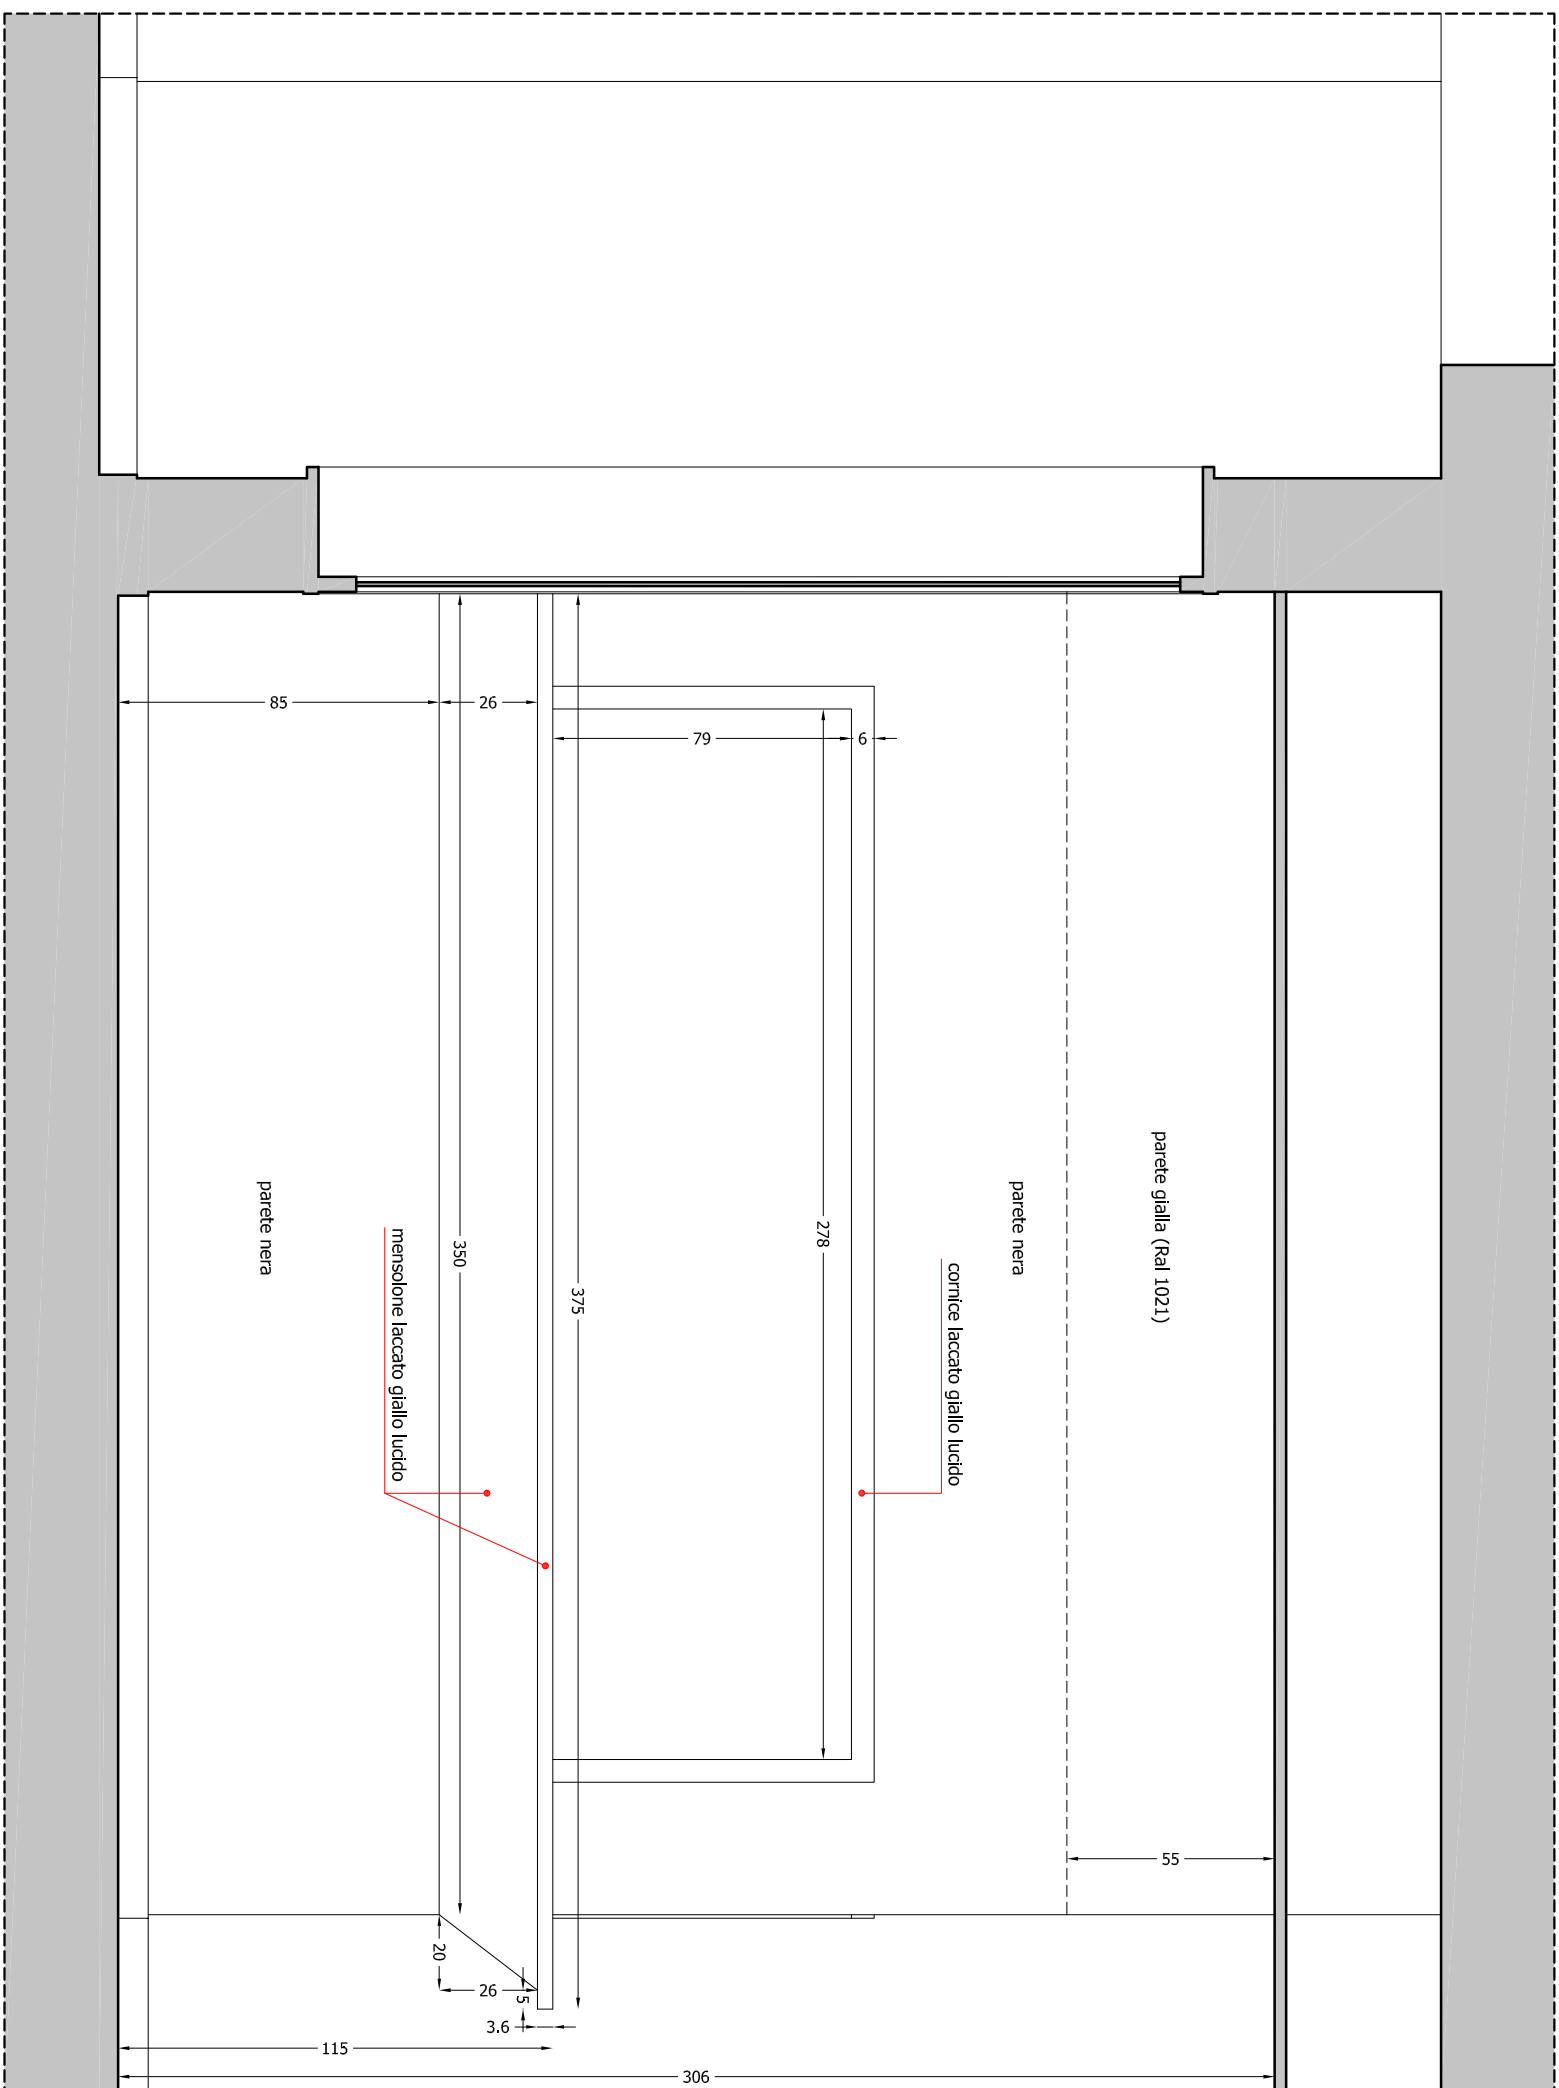 85
26
79
6
parete gialla (Ral 1021)
parete nera
parete nera
278
350
375
cornice laccato giallo lucido
mensolone laccato giallo lucido
55
20
26
5
3.6
115
306